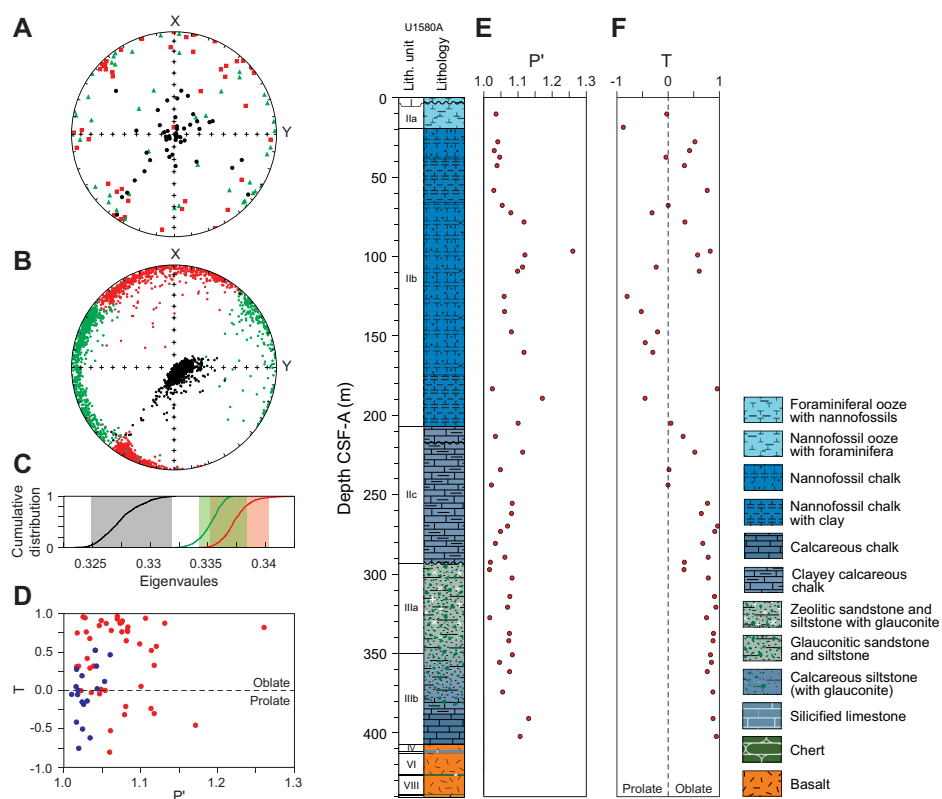 A
X
Y
B
X
Y
C
Cumulative
distribution
1
0
0.325
0.33
0.335
0.34
Eigenvaules
D
T
1.0
0.5
0.0
-0.5
-1.0
Oblate
Prolate
1.0
1.1
1.2
1.3
P'
U1580A
Lith. unit
Lithology
E
P'
1.0
1.1
1.2
1.3
F
T
-1
0
1
Depth CSF-A (m)
0
50
100
150
200
250
300
350
400
I
IIa
IIb
IIc
IIIa
IIIb
IV
VI
VIII
Prolate
Oblate
Foraminiferal ooze
with nannofossils
Nannofossil ooze
with foraminifera
Nannofossil chalk
Nannofossil chalk
with clay
Calcareous chalk
Clayey calcareous
chalk
Zeolitic sandstone and
siltstone with glauconite
Glauconitic sandstone
and siltstone
Calcareous siltstone
(with glauconite)
Silicified limestone
Chert
Basalt